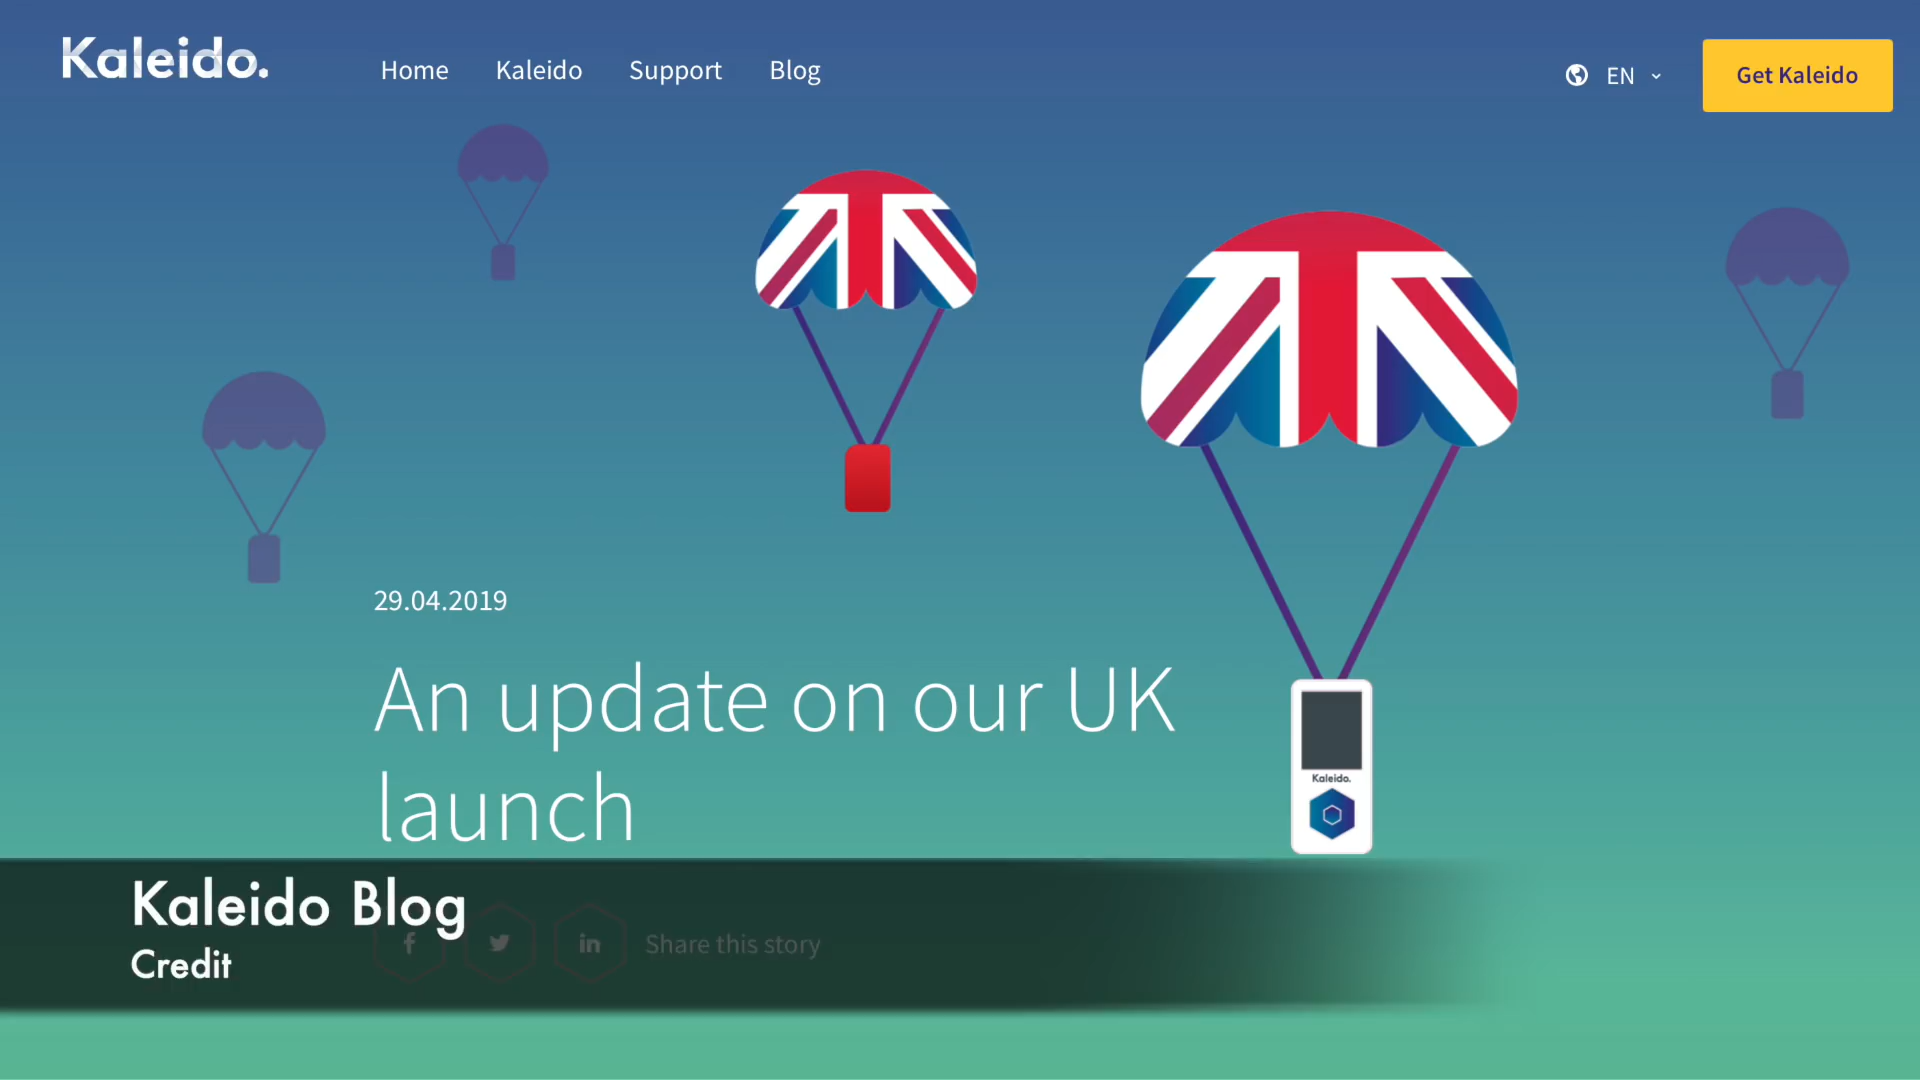 Kaleido.
Home Kaleido Support Blog
EN
Get Kaleido
29.04.2019
An update on our UK
launch
Kaleido.
Kaleido Blog
Credit
Share this story